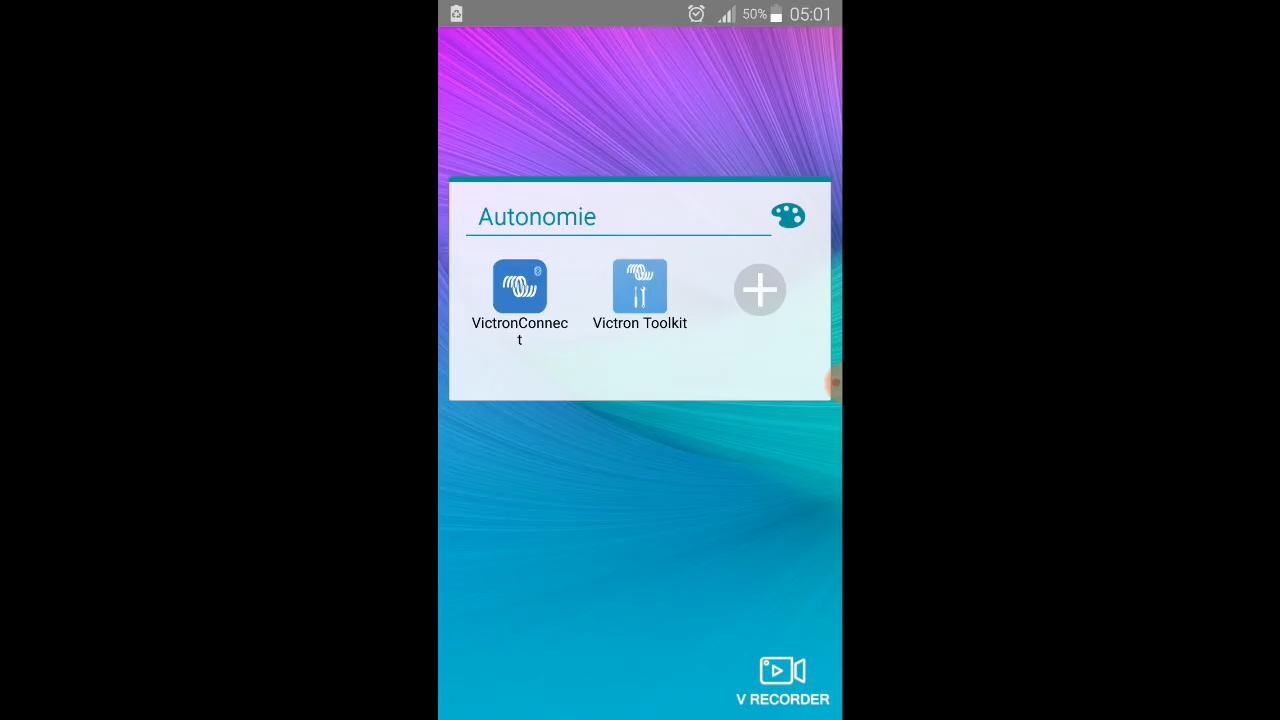 50% 05:01
Autonomie
VictronConnec
t
Victron Toolkit
V RECORDER